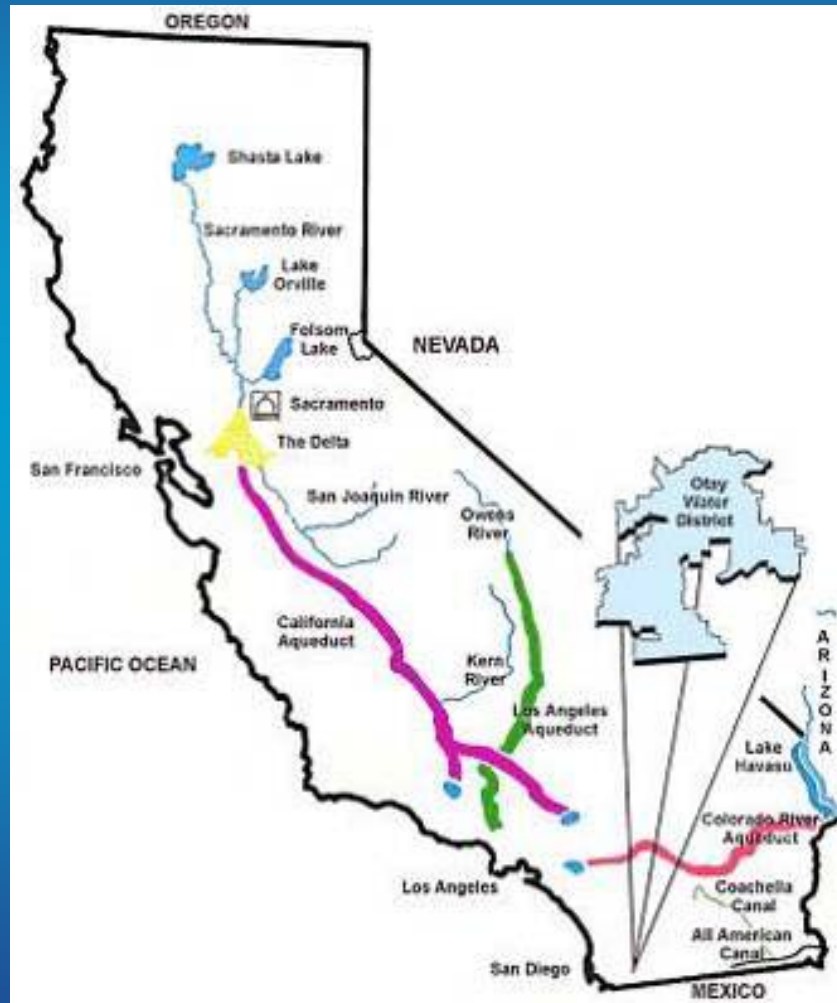 OREGON
Shasta Lake
Sacramento River
Lake
Orville
Folsom
Lake
NEVADA
Sacramento
The Delta
San Francisco
San Joaquin River
Owens
River
Otay
Water
District
California
Aqueduct
PACIFIC OCEAN
Kern
River
Los Angeles
Aqueduct
ARIZONA
Lake
Havasu
Colorado River
Aqueduct
Los Angeles
Coachella
Canal
All American
Canal
San Diego
MEXICO